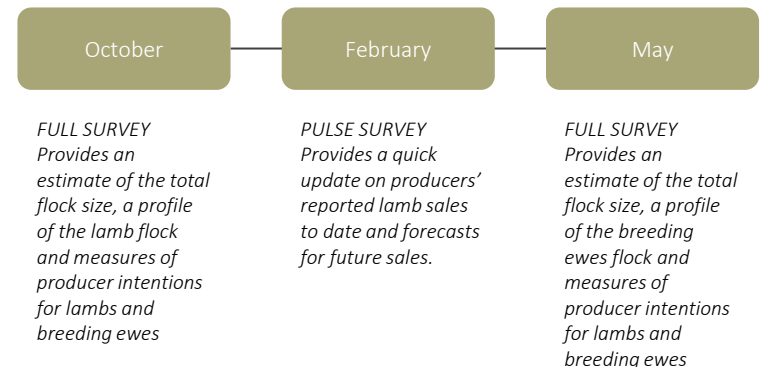 October
FULL SURVEY
Provides an
estimate of the total
flock size, a profile
of the lamb flock
and measures of
producer intentions
for lambs and
breeding ewes
February
PULSE SURVEY
Provides a quick
update on producers’
reported lamb sales
to date and forecasts
for future sales.
May
FULL SURVEY
Provides an
estimate of the total
flock size, a profile
of the breeding
ewes flock and
measures of
producer intentions
for lambs and
breeding ewes